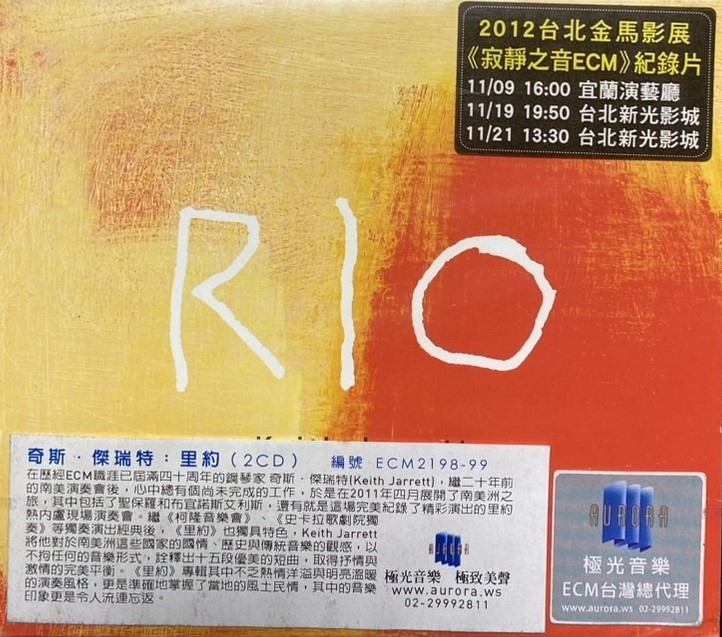 2012台北金馬影展
《寂靜之音ECM》紀錄片
11/09 16:00 宜蘭演藝廳
11/19 19:50 台北新光影城
11/21 13:30 台北新光影城
RIO
奇斯．傑瑞特：里約（2CD） 編號 ECM2198-99
在歷經ECM職涯已屆滿四十周年的鋼琴家 奇斯．傑瑞特(Keith Jarrett)，繼二十年前
的南美演奏會後，心中總有個尚未完成的工作，於是在2011年四月展開了南美洲之
旅，其中包括了聖保羅和布宜諾斯艾利斯，還有就是這場完美紀錄了精彩演出的里約
熱內盧現場演奏會。繼《柯隆音樂會》、《史卡拉歌劇院獨
奏》等獨奏演出經典後，《里約》也獨具特色，Keith Jarrett
將他對於南美洲這些國家的國情、歷史與傳統音樂的觀感，以
不拘任何的音樂形式，詮釋出十五段優美的短曲，取得抒情與
激情的完美平衡。《里約》專輯其中不乏熱情洋溢與明亮溫暖
的演奏風格，更是準確地掌握了當地的風土民情，其中的音樂
印象更是令人流連忘返。
AURORA
極光音樂 極致美聲
www.aurora.ws
02-29992811
AURORA
極光音樂
ECM台灣總代理
www.aurora.ws 02-29992811